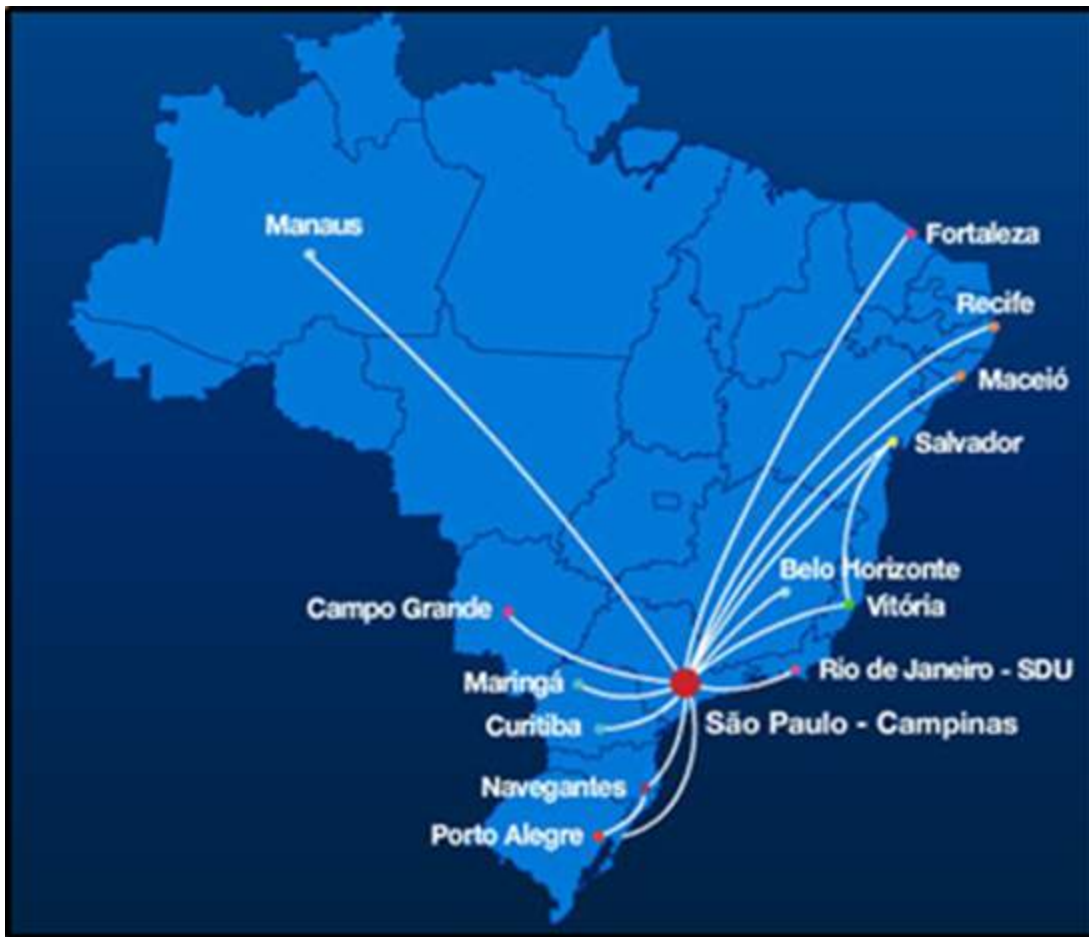 Manaus
Fortaleza
Recife
Maceió
Salvador
Belo Horizonte
Campo Grande
Vitória
Rio de Janeiro - SDU
Maringá
São Paulo - Campinas
Curitiba
Navegantes
Porto Alegre